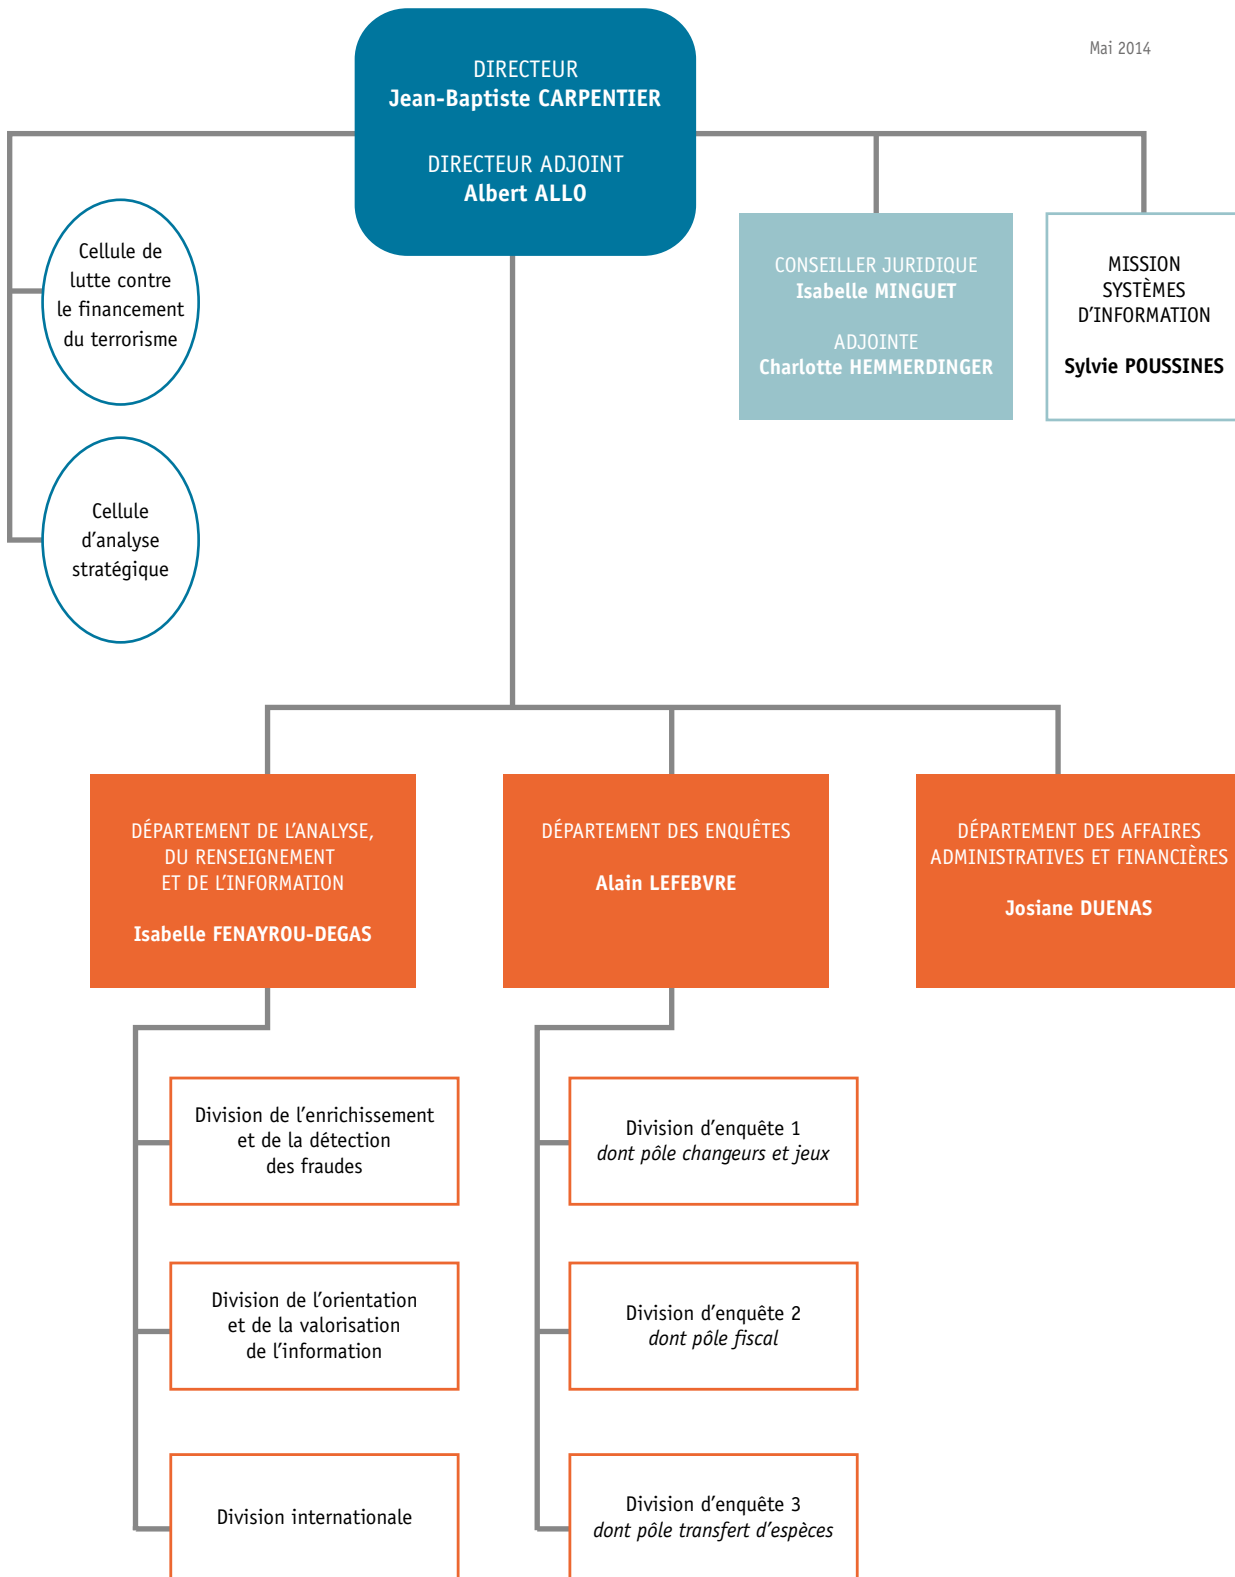 Mai 2014
DIRECTEUR
Jean-Baptiste CARPENTIER
DIRECTEUR ADJOINT
Albert ALLO
Cellule de
lutte contre
le financement
du terrorisme
Cellule
d'analyse
stratégique
CONSEILLER JURIDIQUE
Isabelle MINGUET
ADJOINTE
Charlotte HEMMERDINGER
MISSION
SYSTÈMES
D'INFORMATION
Sylvie POUSSINES
DÉPARTEMENT DE L'ANALYSE,
DU RENSEIGNEMENT
ET DE L'INFORMATION
Isabelle FENAYROU-DEGAS
DÉPARTEMENT DES ENQUÊTES
Alain LEFEBVRE
DÉPARTEMENT DES AFFAIRES
ADMINISTRATIVES ET FINANCIÈRES
Josiane DUENAS
Division de l'enrichissement
et de la détection
des fraudes
Division de l'orientation
et de la valorisation
de l'information
Division internationale
Division d'enquête 1
dont pôle changeurs et jeux
Division d'enquête 2
dont pôle fiscal
Division d'enquête 3
dont pôle transfert d'espèces